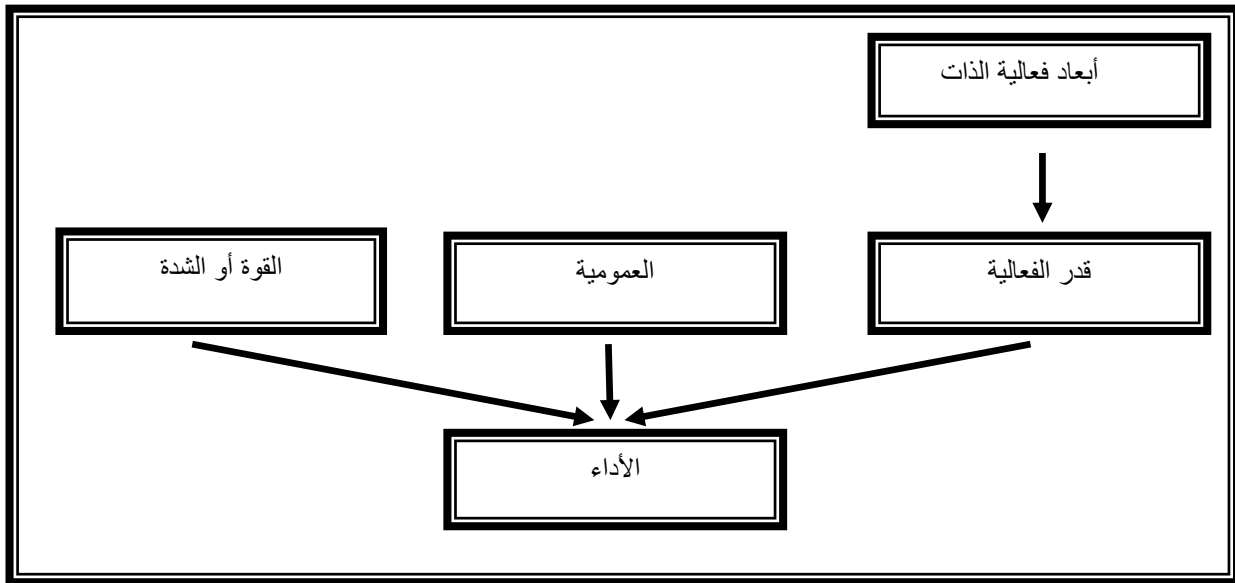 أبعاد فعالية الذات
قدر الفعالية
العمومية
القوة أو الشدة
الأداء